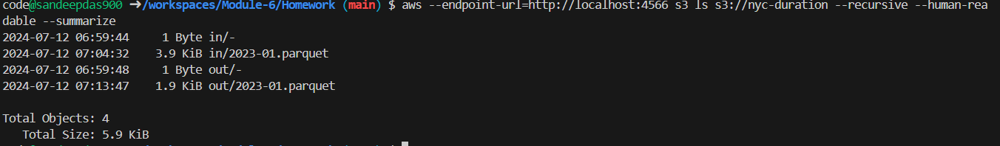 code@sandeepdas900 ➜/workspaces/Module-6/Homework (main) $ aws --endpoint-url=http://localhost:4566 s3 ls s3://nyc-duration --recursive --human-rea
dable --summarize
2024-07-12 06:59:44    1 Byte in/-
2024-07-12 07:04:32    3.9 KiB in/2023-01.parquet
2024-07-12 06:59:48    1 Byte out/-
2024-07-12 07:13:47    1.9 KiB out/2023-01.parquet
Total Objects: 4
Total Size: 5.9 KiB